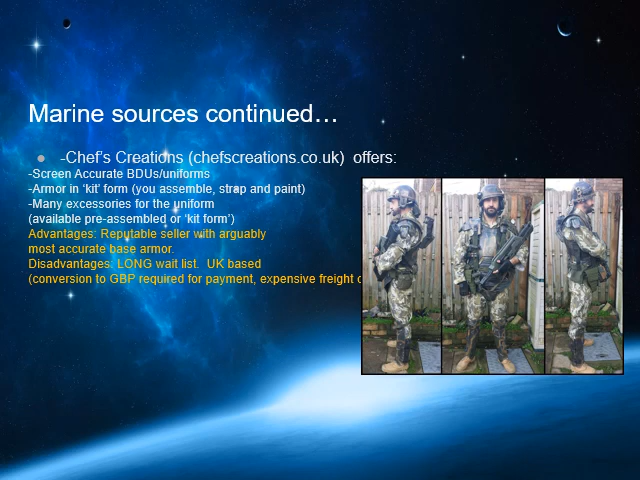 Marine sources continued…
-Chef's Creations (chefscreations.co.uk)  offers:
-Screen Accurate BDUs/uniforms
-Armor in 'kit' form (you assemble, strap and paint)
-Many excessories for the uniform
(available pre-assembled or 'kit form')
Advantages: Reputable seller with arguably
most accurate base armor.
Disadvantages: LONG wait list.  UK based
(conversion to GBP required for payment, expensive freight